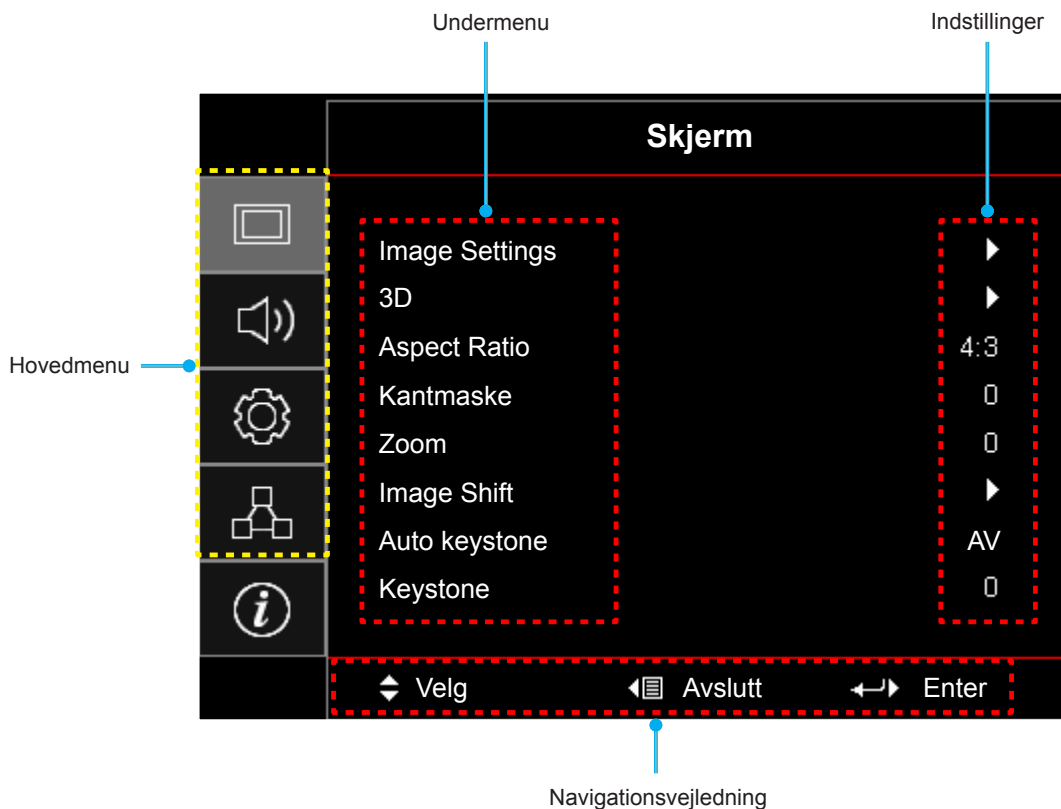 Undermenu
Indstillinger
Skjerm
Image Settings
3D
Aspect Ratio 4:3
Hovedmenu
Kantmaske 0
Zoom 0
Image Shift
Auto keystone AV
Keystone 0
Velg Avslutt Enter
Navigationsvejledning